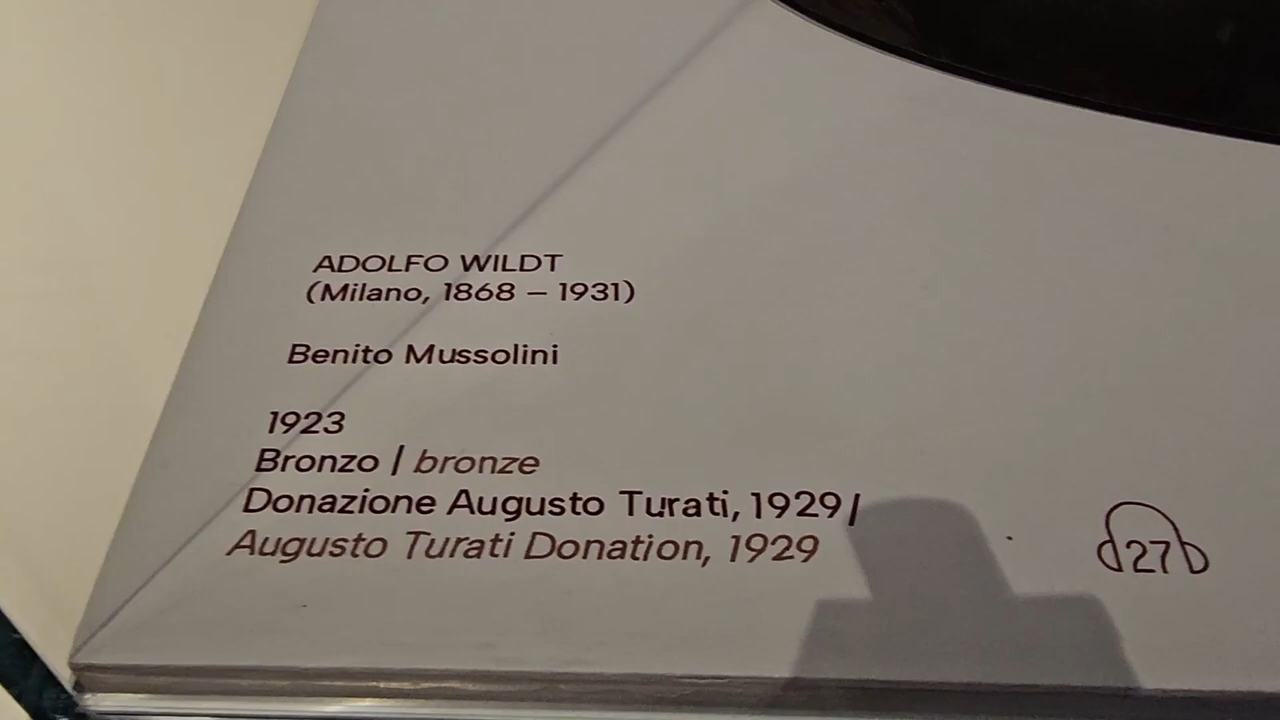 ADOLFO WILDT
(Milano, 1868 – 1931)
Benito Mussolini
1923
Bronzo | bronze
Donazione Augusto Turati, 1929 /
Augusto Turati Donation, 1929
27